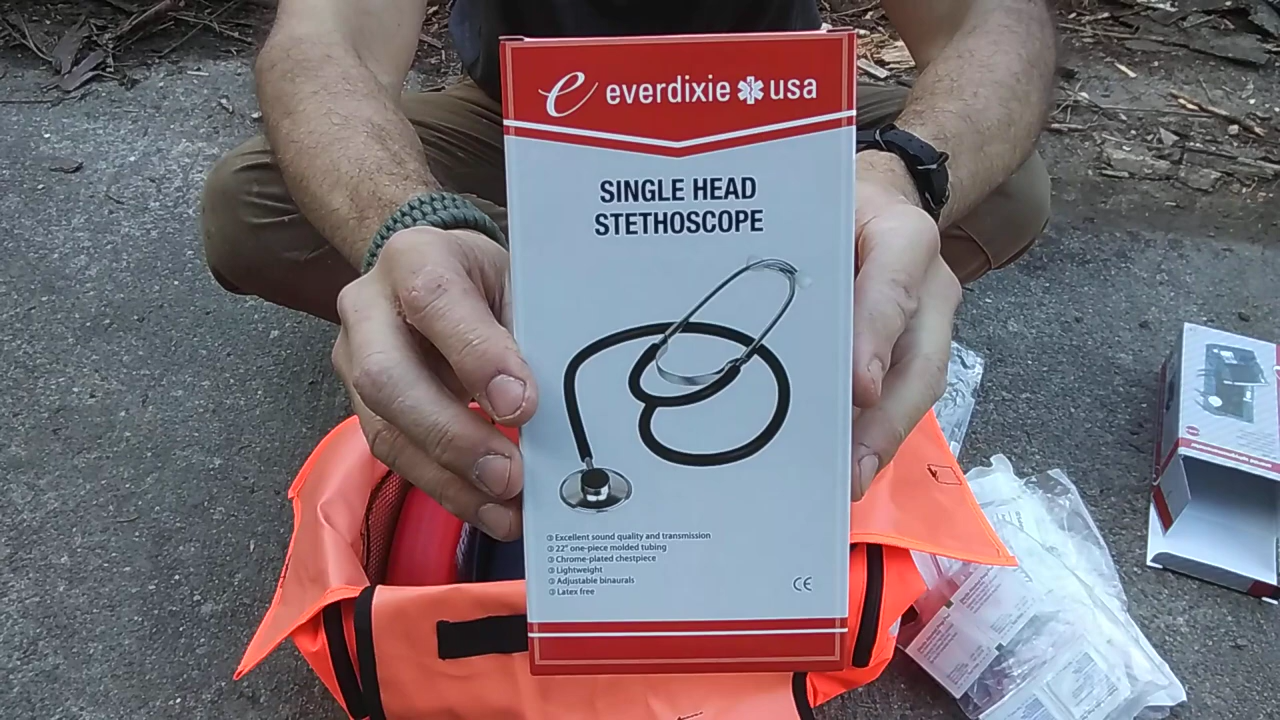 e everdixie usa
SINGLE HEAD
STETHOSCOPE
Excellent sound quality and transmission
22" one-piece molded tubing
Chrome-plated chestpiece
Lightweight
Adjustable binaurals
Latex free
CE